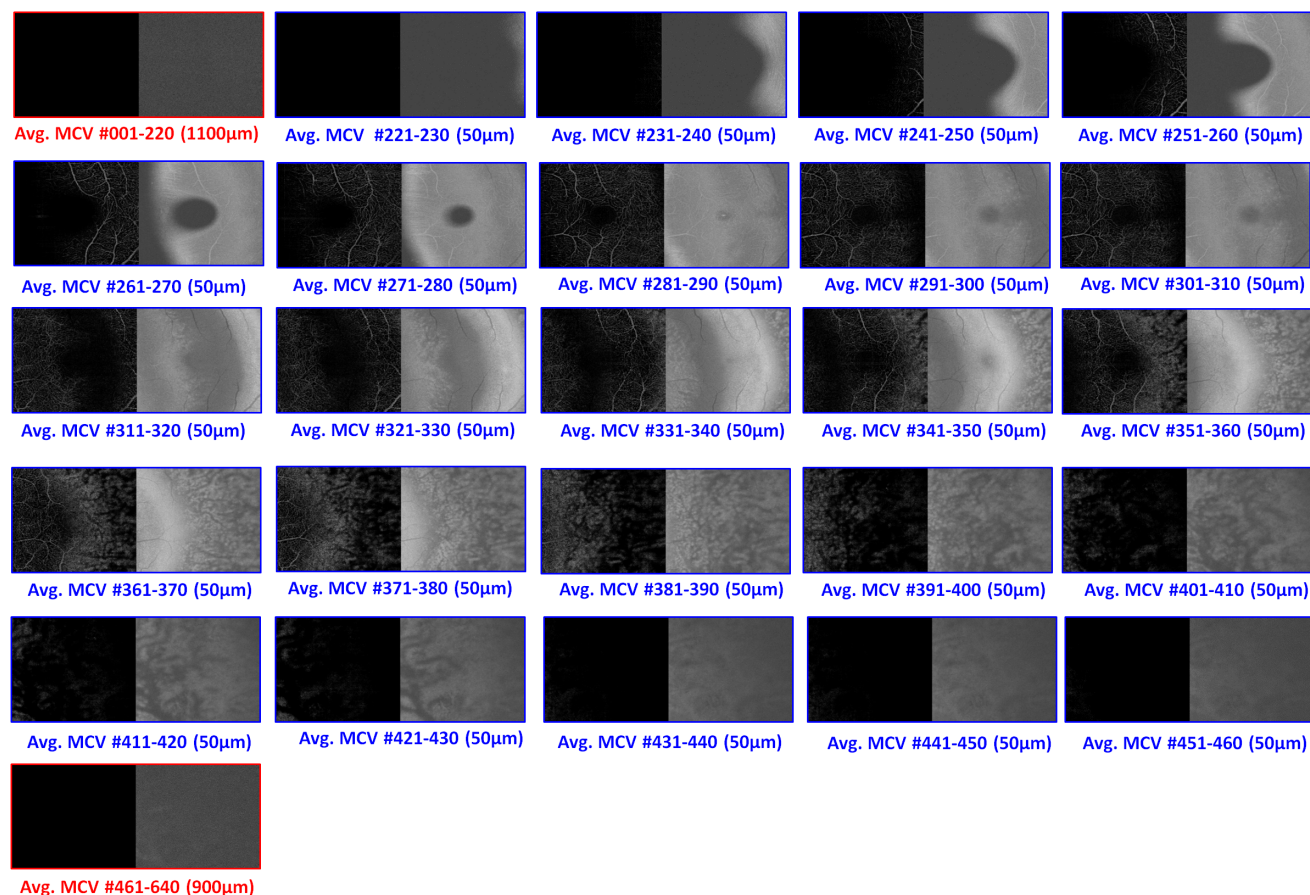 Avg. MCV #001-220 (1100µm)
Avg. MCV #221-230 (50µm)
Avg. MCV #231-240 (50µm)
Avg. MCV #241-250 (50µm)
Avg. MCV #251-260 (50µm)
Avg. MCV #261-270 (50µm)
Avg. MCV #271-280 (50µm)
Avg. MCV #281-290 (50µm)
Avg. MCV #291-300 (50µm)
Avg. MCV #301-310 (50µm)
Avg. MCV #311-320 (50µm)
Avg. MCV #321-330 (50µm)
Avg. MCV #331-340 (50µm)
Avg. MCV #341-350 (50µm)
Avg. MCV #351-360 (50µm)
Avg. MCV #361-370 (50µm)
Avg. MCV #371-380 (50µm)
Avg. MCV #381-390 (50µm)
Avg. MCV #391-400 (50µm)
Avg. MCV #401-410 (50µm)
Avg. MCV #411-420 (50µm)
Avg. MCV #421-430 (50µm)
Avg. MCV #431-440 (50µm)
Avg. MCV #441-450 (50µm)
Avg. MCV #451-460 (50µm)
Avg. MCV #461-640 (900µm)